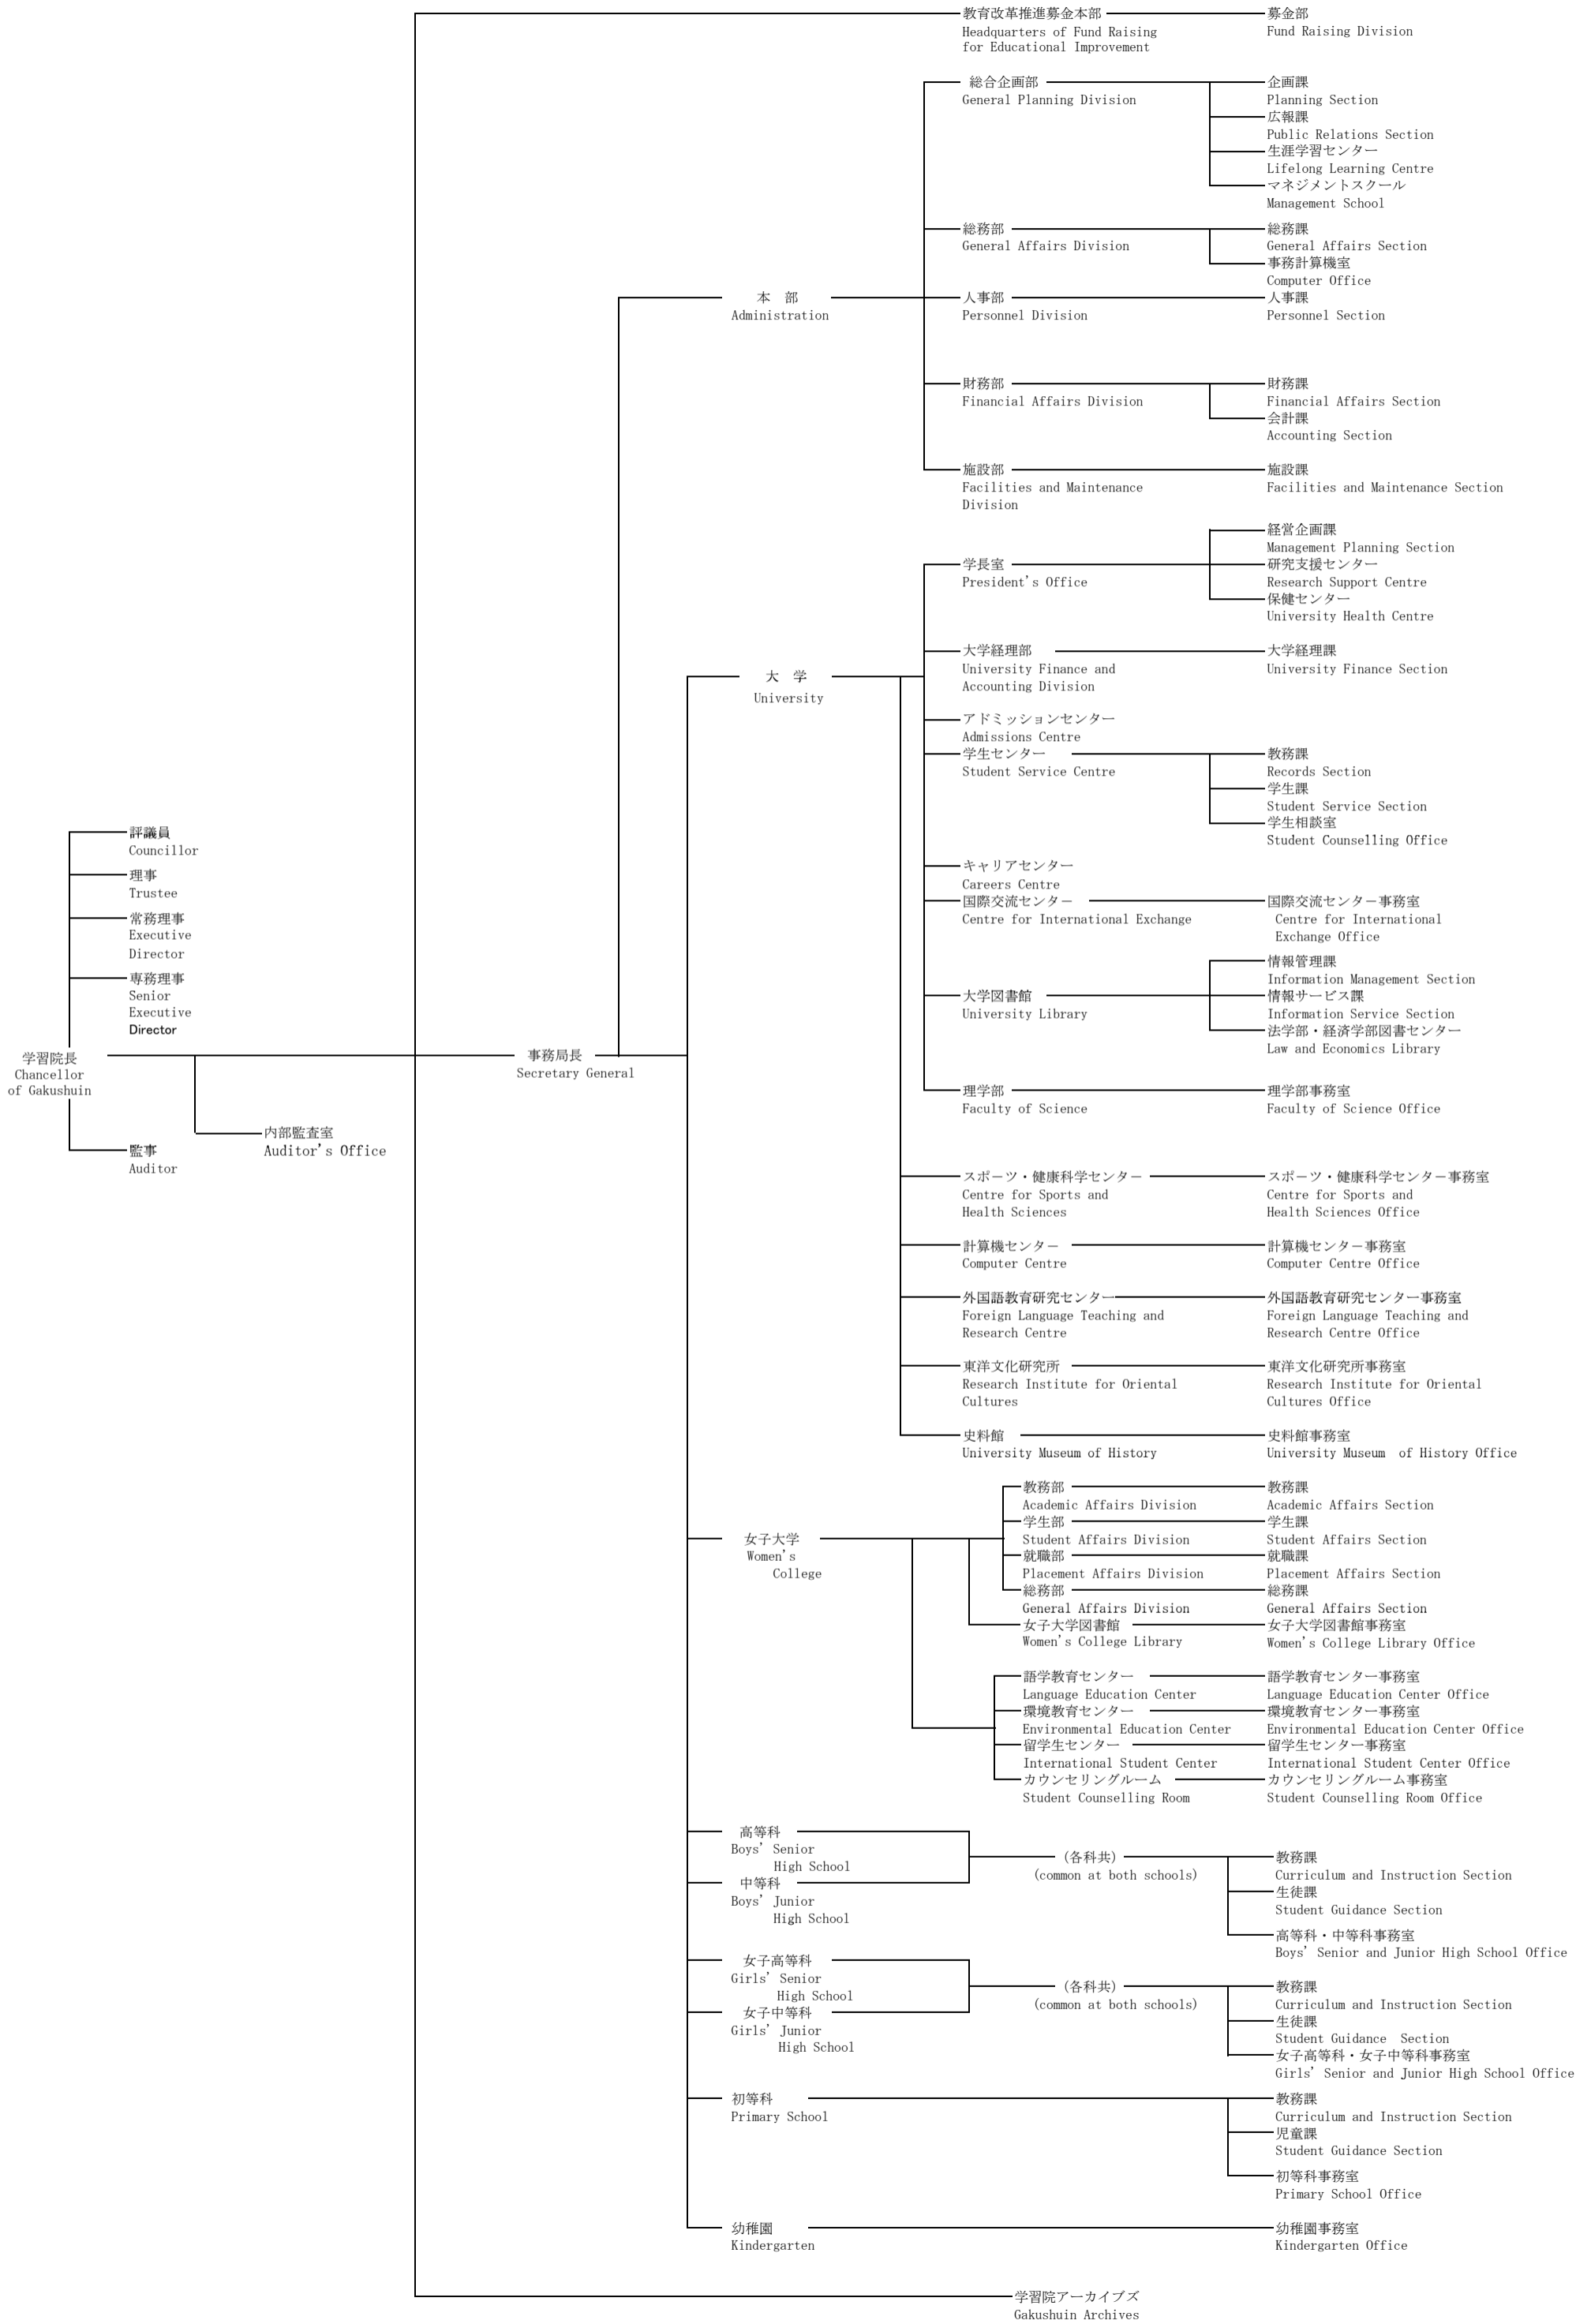 教育改革推進募金本部
Headquarters of Fund Raising
for Educational Improvement
募金部
Fund Raising Division
総合企画部
General Planning Division
企画課
Planning Section
広報課
Public Relations Section
生涯学習センター
Lifelong Learning Centre
マネジメントスクール
Management School
総務部
General Affairs Division
総務課
General Affairs Section
事務計算機室
Computer Office
本　部
Administration
人事部
Personnel Division
人事課
Personnel Section
財務部
Financial Affairs Division
財務課
Financial Affairs Section
会計課
Accounting Section
施設部
Facilities and Maintenance
Division
施設課
Facilities and Maintenance Section
学長室
President's Office
経営企画課
Management Planning Section
研究支援センター
Research Support Centre
保健センター
University Health Centre
大　学
University
大学経理部
University Finance and
Accounting Division
大学経理課
University Finance Section
アドミッションセンター
Admissions Centre
学生センター
Student Service Centre
教務課
Records Section
学生課
Student Service Section
学生相談室
Student Counselling Office
キャリアセンター
Careers Centre
国際交流センター
Centre for International Exchange
国際交流センター事務室
Centre for International
Exchange Office
大学図書館
University Library
情報管理課
Information Management Section
情報サービス課
Information Service Section
法学部・経済学部図書センター
Law and Economics Library
理学部
Faculty of Science
理学部事務室
Faculty of Science Office
評議員
Councillor
理事
Trustee
常務理事
Executive
Director
専務理事
Senior
Executive
Director
学習院長
Chancellor
of Gakushuin
監事
Auditor
内部監査室
Auditor's Office
事務局長
Secretary General
スポーツ・健康科学センター
Centre for Sports and
Health Sciences
スポーツ・健康科学センター事務室
Centre for Sports and
Health Sciences Office
計算機センター
Computer Centre
計算機センター事務室
Computer Centre Office
外国語教育研究センター
Foreign Language Teaching and
Research Centre
外国語教育研究センター事務室
Foreign Language Teaching and
Research Centre Office
東洋文化研究所
Research Institute for Oriental
Cultures
東洋文化研究所事務室
Research Institute for Oriental
Cultures Office
史料館
University Museum of History
史料館事務室
University Museum of History Office
女子大学
Women's
College
教務部
Academic Affairs Division
教務課
Academic Affairs Section
学生部
Student Affairs Division
学生課
Student Affairs Section
就職部
Placement Affairs Division
就職課
Placement Affairs Section
総務部
General Affairs Division
総務課
General Affairs Section
女子大学図書館
Women's College Library
女子大学図書館事務室
Women's College Library Office
語学教育センター
Language Education Center
語学教育センター事務室
Language Education Center Office
環境教育センター
Environmental Education Center
環境教育センター事務室
Environmental Education Center Office
留学生センター
International Student Center
留学生センター事務室
International Student Center Office
カウンセリングルーム
Student Counselling Room
カウンセリングルーム事務室
Student Counselling Room Office
高等科
Boys' Senior
High School
中等科
Boys' Junior
High School
(各科共)
(common at both schools)
教務課
Curriculum and Instruction Section
生徒課
Student Guidance Section
高等科・中等科事務室
Boys' Senior and Junior High School Office
女子高等科
Girls' Senior
High School
女子中等科
Girls' Junior
High School
(各科共)
(common at both schools)
教務課
Curriculum and Instruction Section
生徒課
Student Guidance Section
女子高等科・女子中等科事務室
Girls' Senior and Junior High School Office
初等科
Primary School
教務課
Curriculum and Instruction Section
児童課
Student Guidance Section
初等科事務室
Primary School Office
幼稚園
Kindergarten
幼稚園事務室
Kindergarten Office
学習院アーカイブズ
Gakushuin Archives